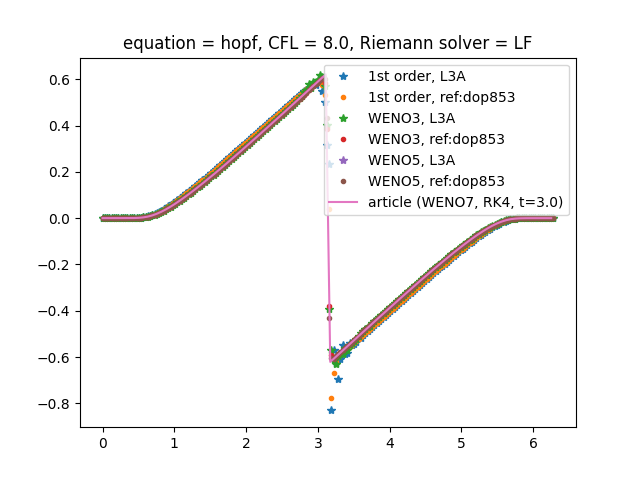 equation = hopf, CFL = 8.0, Riemann solver = LF
0.6
0.4
0.2
0.0
−0.2
−0.4
−0.6
−0.8
1st order, L3A
1st order, ref:dop853
WENO3, L3A
WENO3, ref:dop853
WENO5, L3A
WENO5, ref:dop853
article (WENO7, RK4, t=3.0)
0 1 2 3 4 5 6